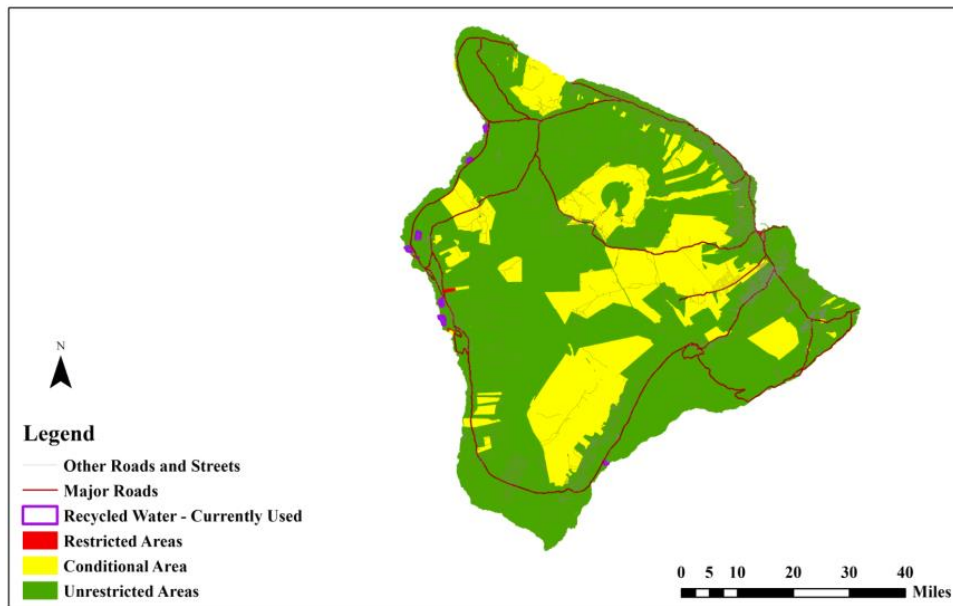 N
Legend
Other Roads and Streets
Major Roads
Recycled Water - Currently Used
Restricted Areas
Conditional Area
Unrestricted Areas
0 5 10 20 30 40
Miles